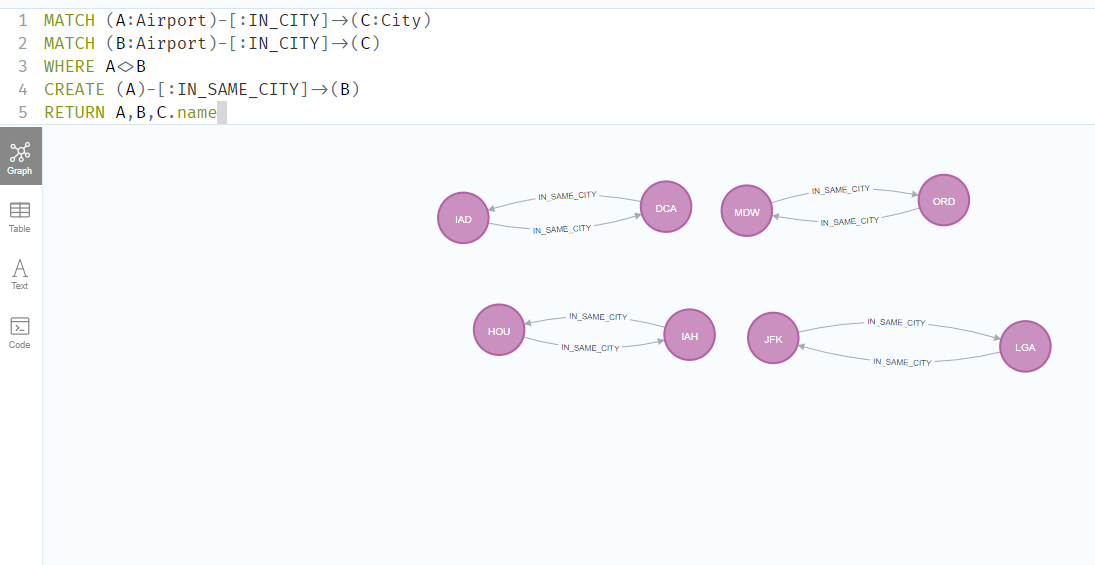 1 MATCH (A:Airport)-[:IN_CITY]->(C:City)
2 MATCH (B:Airport)-[:IN_CITY]->(C)
3 WHERE A<>B
4 CREATE (A)-[:IN_SAME_CITY]->(B)
5 RETURN A,B,C.name
Graph
Table
Text
Code
IAD
IN_SAME_CITY
DCA
IN_SAME_CITY
MDW
IN_SAME_CITY
ORD
IN_SAME_CITY
HOU
IN_SAME_CITY
IAH
IN_SAME_CITY
JFK
IN_SAME_CITY
LGA
IN_SAME_CITY